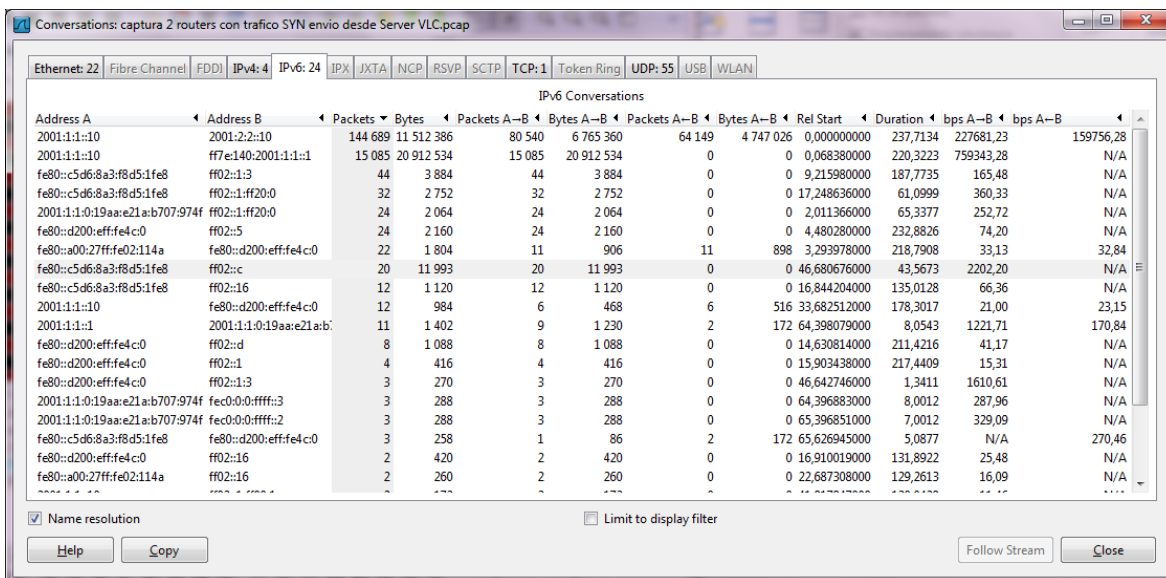 Conversations: captura 2 routers con trafico SYN envio desde Server VLC.pcap
Ethernet: 22 Fibre Channel FDDI IPv4: 4 IPv6: 24 IPX JXTA NCP RSVP SCTP TCP: 1 Token Ring UDP: 55 USB WLAN
IPv6 Conversations
Address A Address B Packets Bytes Packets A→B Bytes A→B Packets A←B Bytes A←B Rel Start Duration bps A→B bps A←B
2001:1:1::10 2001:2:2::10 144 689 11 512 386 80 540 6 765 360 64 149 4 747 026 0,000000000 237,7134 227681,23 159756,28
2001:1:1::10 ff7e:140:2001:1:1::1 15 085 20 912 534 15 085 20 912 534 0 0 0,068380000 220,3223 759343,28 N/A
fe80::c5d6:8a3:f8d5:1fe8 ff02::1:3 44 3 884 44 3 884 0 0 9,215980000 187,7735 165,48 N/A
fe80::c5d6:8a3:f8d5:1fe8 ff02::1:ff20:0 32 2 752 32 2 752 0 0 17,248636000 61,0999 360,33 N/A
2001:1:1:0:19aa:e21a:b707:974f ff02::1:ff20:0 24 2 064 24 2 064 0 0 2,011366000 65,3377 252,72 N/A
fe80::d200:eff:fe4c:0 ff02::5 24 2 160 24 2 160 0 0 4,480280000 232,8826 74,20 N/A
fe80::a00:27ff:fe02:114a fe80::d200:eff:fe4c:0 22 1 804 11 906 11 898 3,293978000 218,7908 33,13 32,84
fe80::c5d6:8a3:f8d5:1fe8 ff02::c 20 11 993 20 11 993 0 0 46,680676000 43,5673 2202,20 N/A
fe80::c5d6:8a3:f8d5:1fe8 ff02::16 12 1 120 12 1 120 0 0 16,844204000 135,0128 66,36 N/A
2001:1:1::10 fe80::d200:eff:fe4c:0 12 984 6 468 6 516 33,682512000 178,3017 21,00 23,15
2001:1:1::1 2001:1:1:0:19aa:e21a:b7 11 1 402 9 1 230 2 172 64,398079000 8,0543 1221,71 170,84
fe80::d200:eff:fe4c:0 ff02::d 8 1 088 8 1 088 0 0 14,630814000 211,4216 41,17 N/A
fe80::d200:eff:fe4c:0 ff02::1 4 416 4 416 0 0 15,903438000 217,4409 15,31 N/A
fe80::d200:eff:fe4c:0 ff02::1:3 3 270 3 270 0 0 46,642746000 1,3411 1610,61 N/A
2001:1:1:0:19aa:e21a:b707:974f fec0:0:0:ffff::3 3 288 3 288 0 0 64,396883000 8,0012 287,96 N/A
2001:1:1:0:19aa:e21a:b707:974f fec0:0:0:ffff::2 3 288 3 288 0 0 65,396851000 7,0012 329,09 N/A
fe80::c5d6:8a3:f8d5:1fe8 fe80::d200:eff:fe4c:0 3 258 1 86 2 172 65,626945000 5,0877 N/A 270,46
fe80::d200:eff:fe4c:0 ff02::16 2 420 2 420 0 0 16,910019000 131,8922 25,48 N/A
fe80::a00:27ff:fe02:114a ff02::16 2 260 2 260 0 0 22,687308000 129,2613 16,09 N/A
Name resolution Limit to display filter
Help Copy Follow Stream Close